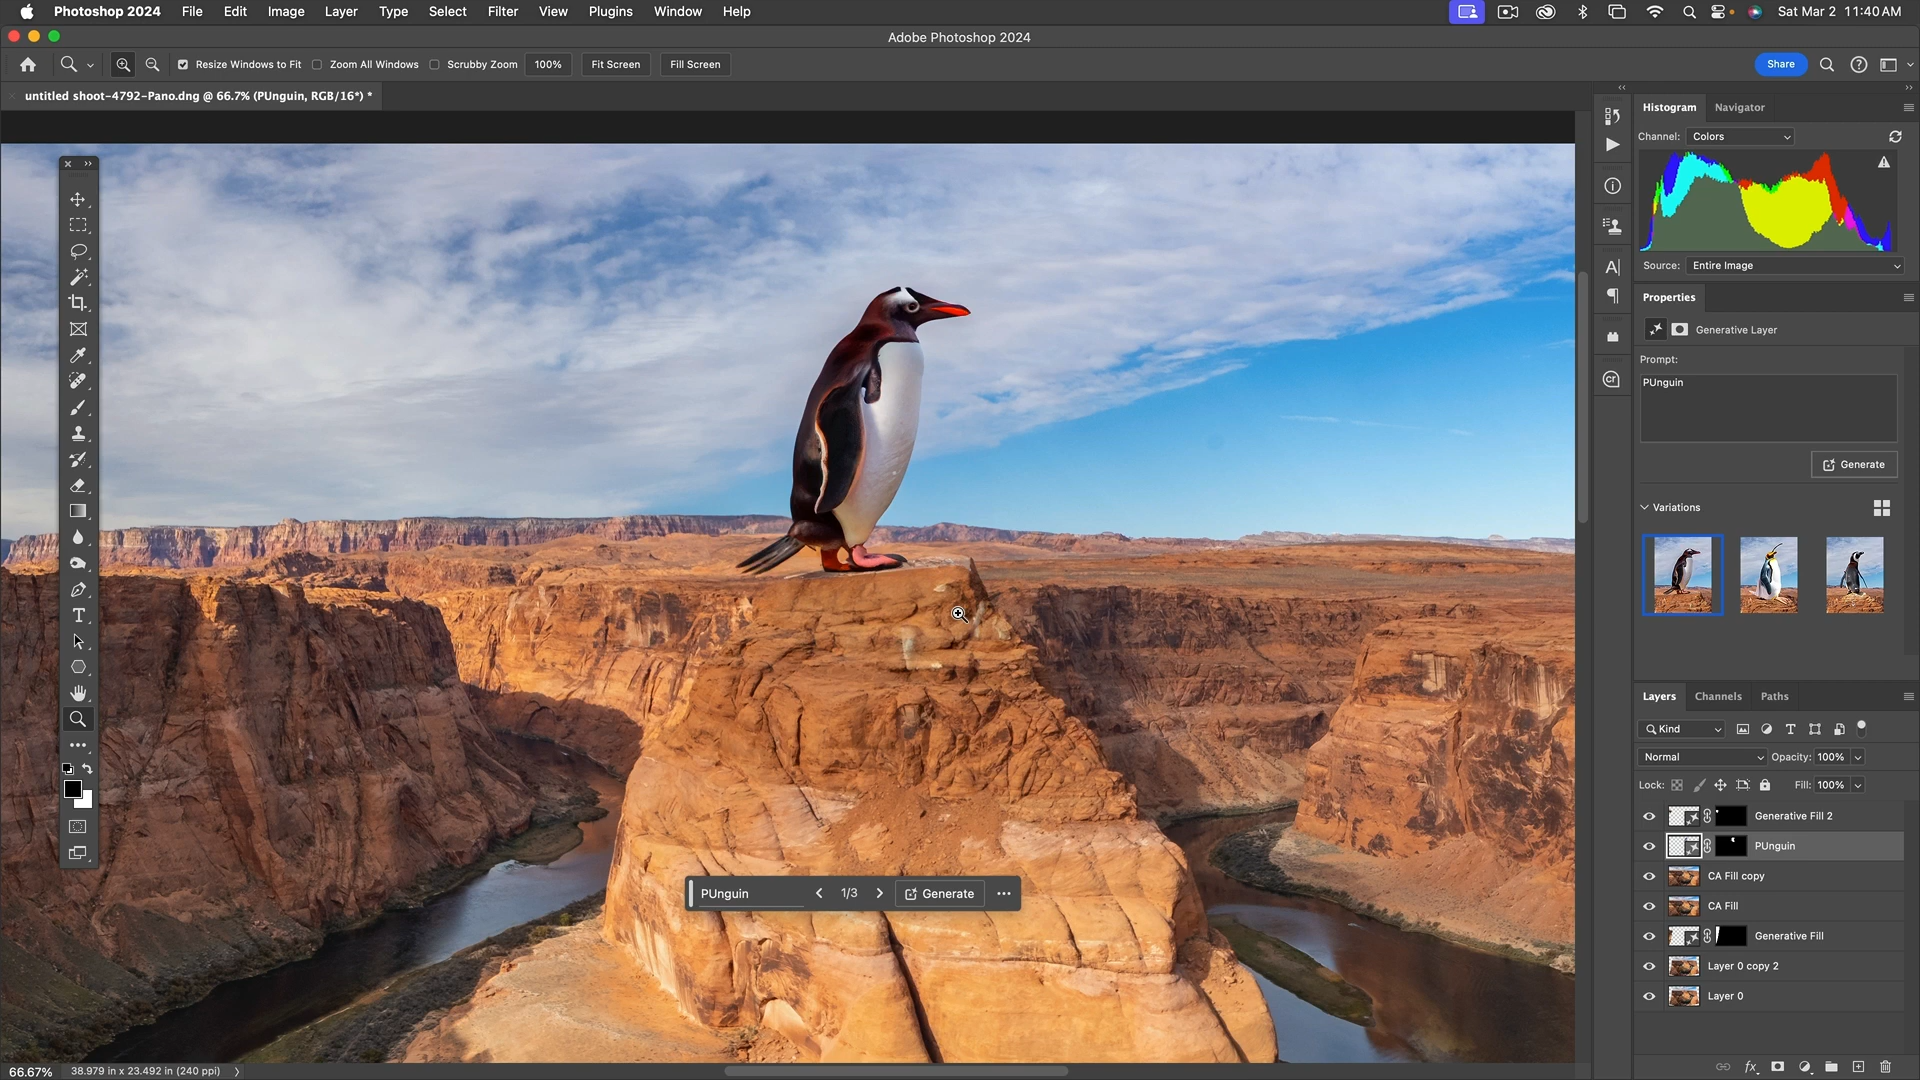 Photoshop 2024 File Edit Image Layer Type Select Filter View Plugins Window Help Sat Mar 2 11:40 AM
Adobe Photoshop 2024
Resize Windows to Fit Zoom All Windows Scrubby Zoom 100% Fit Screen Fill Screen Share
untitled shoot-4792-Pano.dng @ 66.7% (PUnguin, RGB/16*) *
Histogram Navigator
Channel: Colors
Source: Entire Image
Properties
Generative Layer
Prompt:
PUnguin
Generate
Variations
Layers Channels Paths
Kind
Normal Opacity: 100%
Lock: Fill: 100%
Generative Fill 2
PUnguin
CA Fill copy
CA Fill
Generative Fill
Layer 0 copy 2
Layer 0
PUnguin 1/3 Generate
66.67% 38.979 in x 23.492 in (240 ppi)